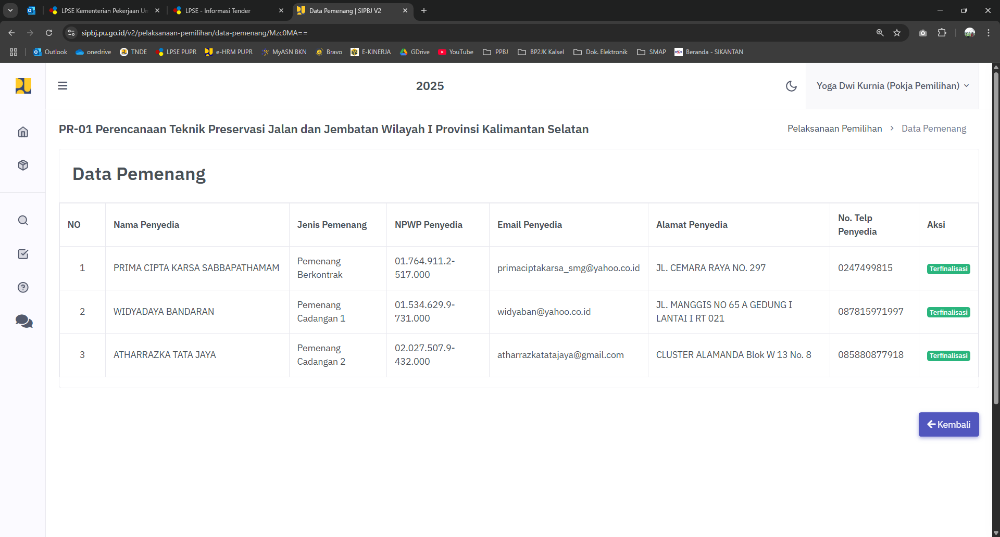 LPSE Kementerian Pekerjaan Un
LPSE - Informasi Tender
Data Pemenang | SIPBJ V2
sipbj.pu.go.id/v2/pelaksanaan-pemilihan/data-pemenang/Mzc0MA==
Outlook
onedrive
TNDE
LPSE PUPR
e-HRM PUPR
MyASN BKN
Bravo
E-KINERJA
GDrive
YouTube
PPBJ
BP2JK Kalsel
Dok. Elektronik
SMAP
Beranda - SIKANTAN
2025
Yoga Dwi Kurnia (Pokja Pemilihan)
PR-01 Perencanaan Teknik Preservasi Jalan dan Jembatan Wilayah I Provinsi Kalimantan Selatan
Pelaksanaan Pemilihan > Data Pemenang
Data Pemenang
NO
Nama Penyedia
Jenis Pemenang
NPWP Penyedia
Email Penyedia
Alamat Penyedia
No. Telp
Penyedia
Aksi
1
PRIMA CIPTA KARSA SABBAPATHAMAM
Pemenang
Berkontrak
01.764.911.2-
517.000
primaciptakarsa_smg@yahoo.co.id
JL. CEMARA RAYA NO. 297
0247499815
Terfinalisasi
2
WIDYADAYA BANDARAN
Pemenang
Cadangan 1
01.534.629.9-
731.000
widyaban@yahoo.co.id
JL. MANGGIS NO 65 A GEDUNG I
LANTAI I RT 021
087815971997
Terfinalisasi
3
ATHARRAZKA TATA JAYA
Pemenang
Cadangan 2
02.027.507.9-
432.000
atharrazkatatajaya@gmail.com
CLUSTER ALAMANDA Blok W 13 No. 8
085880877918
Terfinalisasi
Kembali